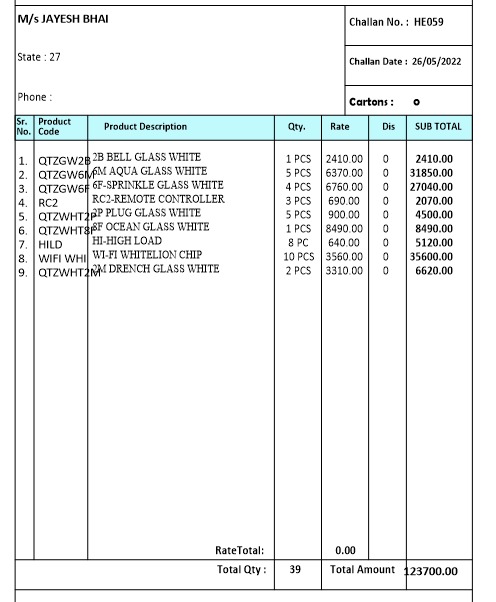 M/s JAYESH BHAI
Challan No. : HE059
State : 27
Challan Date : 26/05/2022
Phone :
Cartons : 0
Sr. No. Product Code Product Description Qty. Rate Dis SUB TOTAL
1. QTZGW2B 2B BELL GLASS WHITE 1 PCS 2410.00 0 2410.00
2. QTZGW6M 6M AQUA GLASS WHITE 5 PCS 6370.00 0 31850.00
3. QTZGW6F 6F-SPRINKLE GLASS WHITE 4 PCS 6760.00 0 27040.00
4. RC2 RC2-REMOTE CONTROLLER 3 PCS 690.00 0 2070.00
5. QTZWHT2P 2P PLUG GLASS WHITE 5 PCS 900.00 0 4500.00
6. QTZWHT8F 8F OCEAN GLASS WHITE 1 PCS 8490.00 0 8490.00
7. HILD HI-HIGH LOAD 8 PC 640.00 0 5120.00
8. WIFI WHI WI-FI WHITELION CHIP 10 PCS 3560.00 0 35600.00
9. QTZWHT2M 2M DRENCH GLASS WHITE 2 PCS 3310.00 0 6620.00
RateTotal: 0.00
Total Qty : 39 Total Amount 123700.00